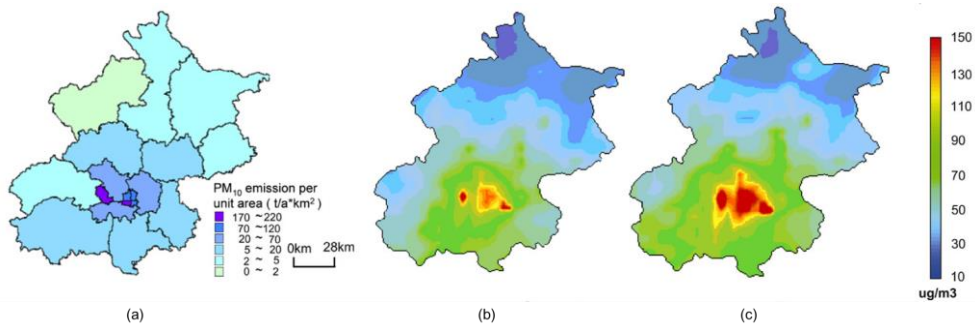 PM10 emission per
unit area ( t/a*km2 )
170 ~220
70 ~120
20 ~ 70
5 ~ 20
2 ~ 5
0 ~ 2
0km 28km
150
130
110
90
70
50
30
10
ug/m3
(a)
(b)
(c)